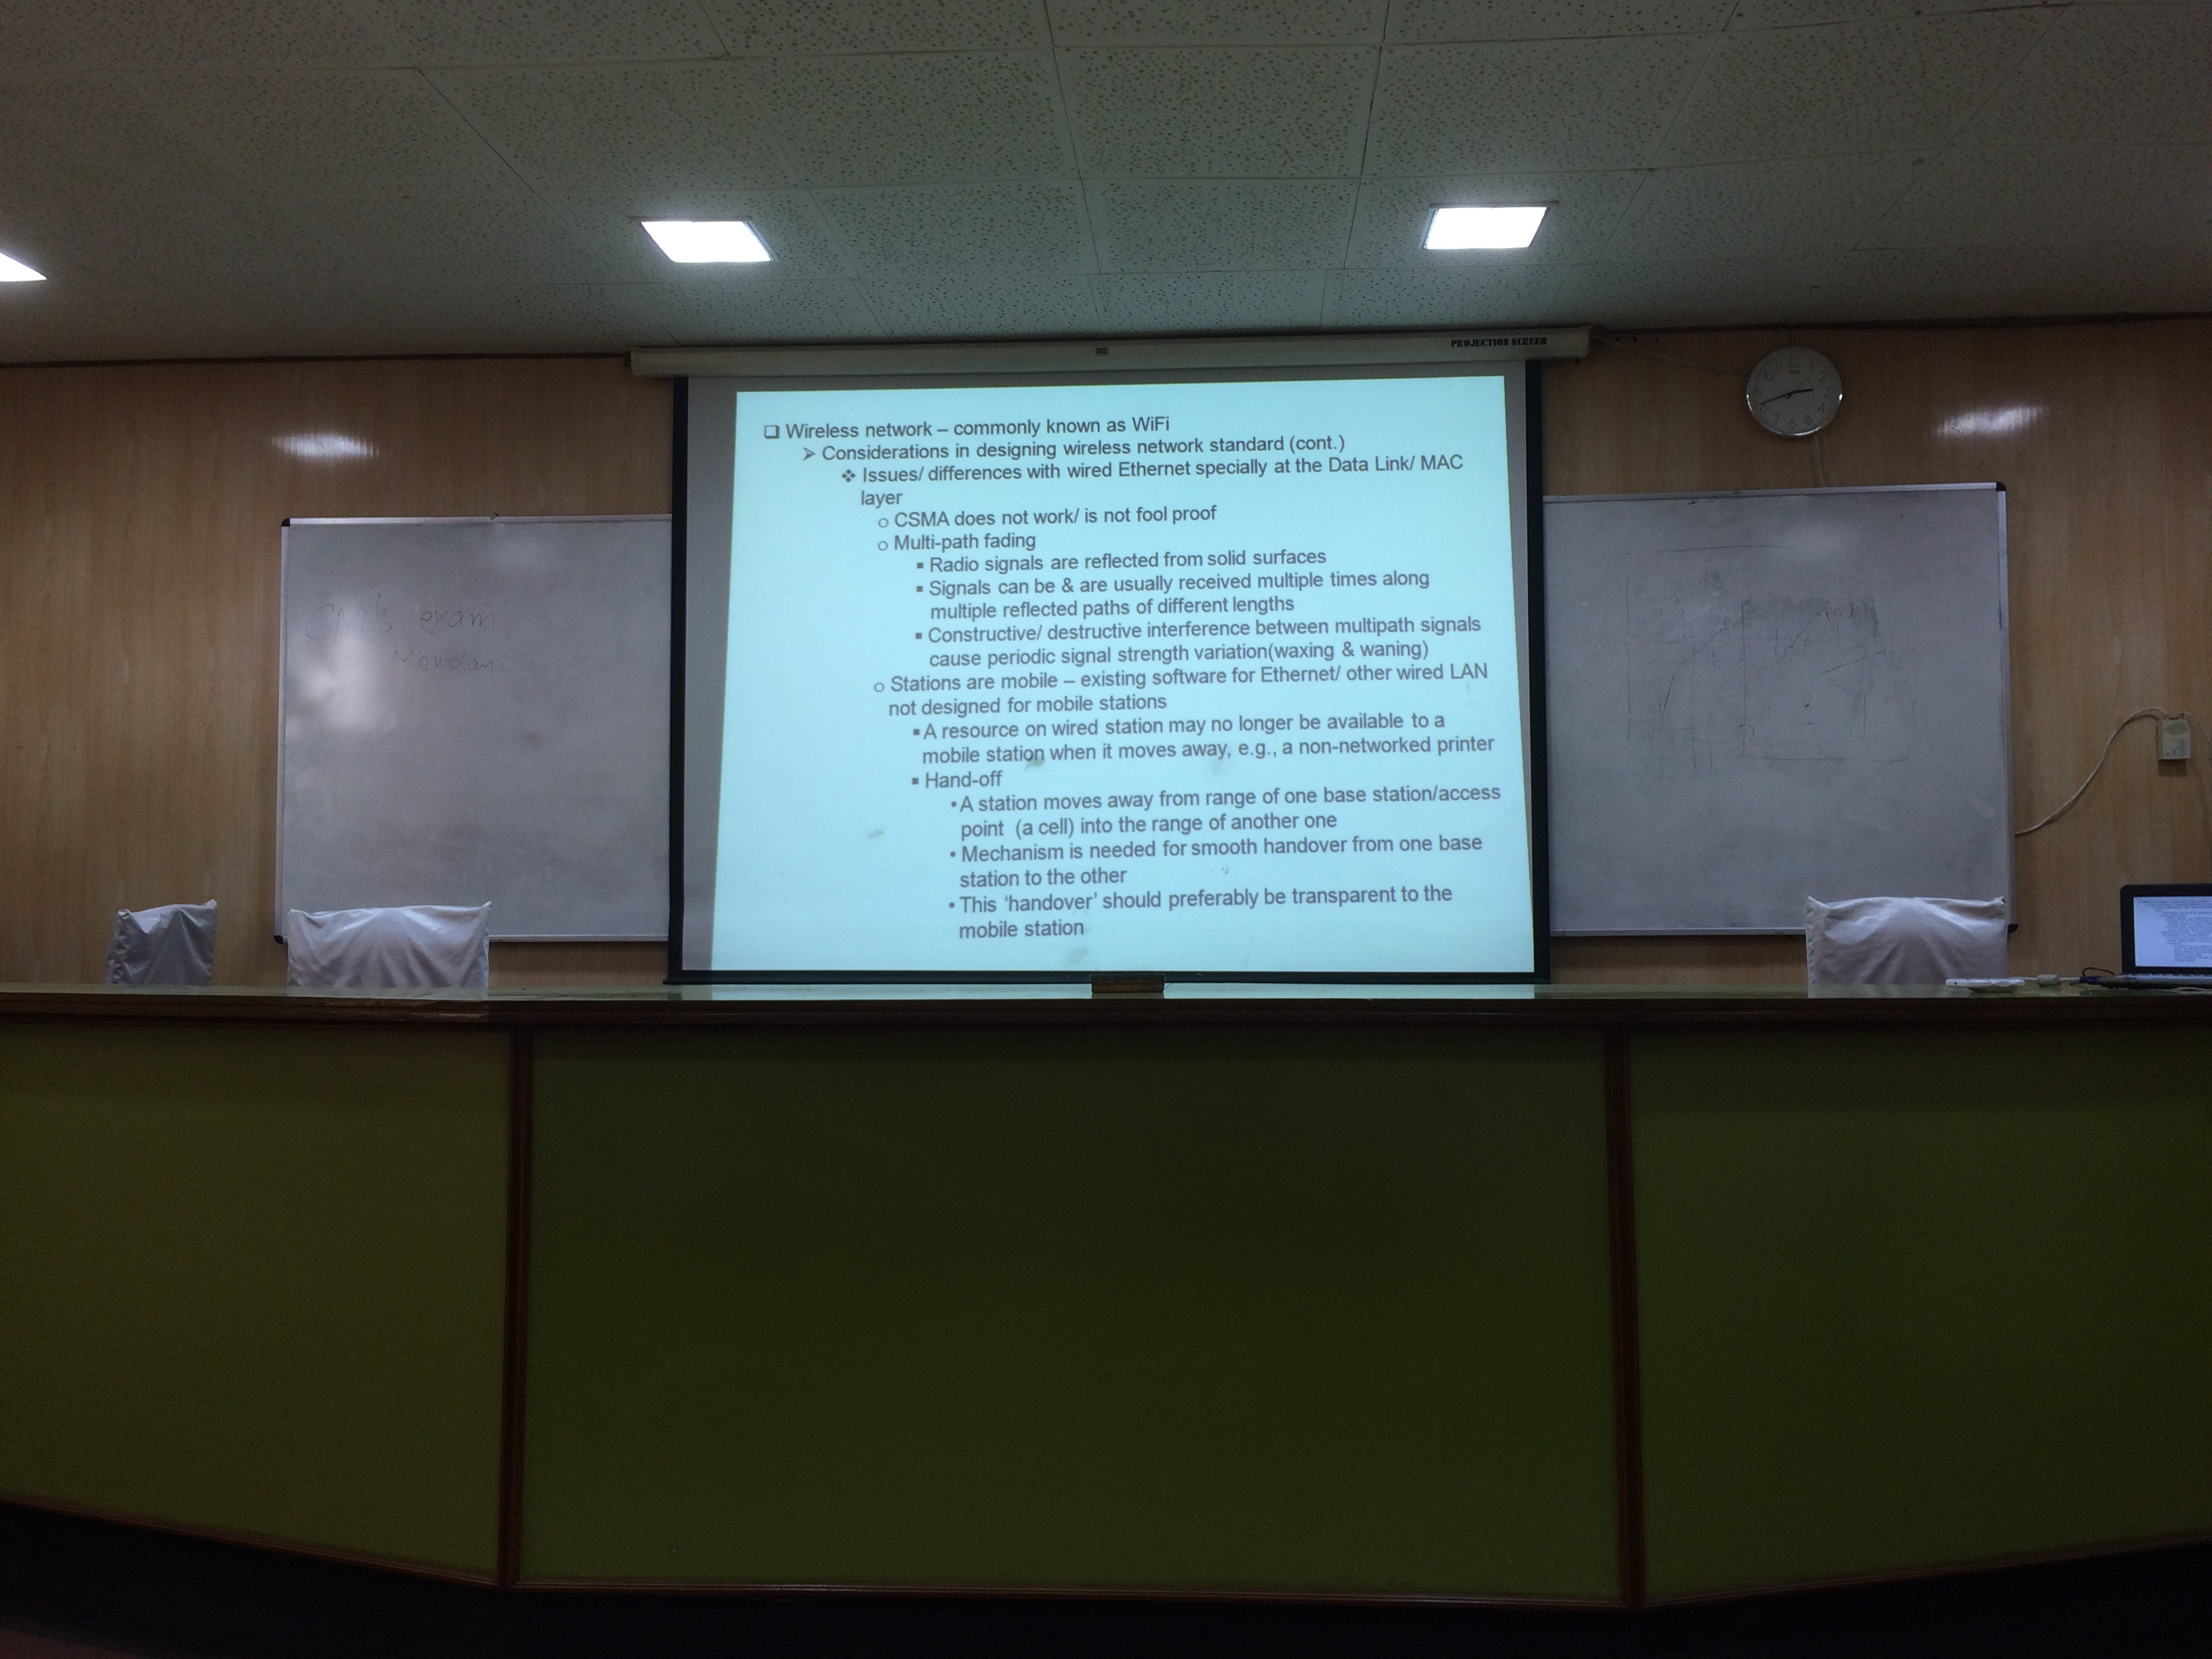 PROJECTION SCREEN
❑ Wireless network – commonly known as WiFi
➢ Considerations in designing wireless network standard (cont.)
❖ Issues/ differences with wired Ethernet specially at the Data Link/ MAC
layer
o CSMA does not work/ is not fool proof
o Multi-path fading
▪ Radio signals are reflected from solid surfaces
▪ Signals can be & are usually received multiple times along
multiple reflected paths of different lengths
▪ Constructive/ destructive interference between multipath signals
cause periodic signal strength variation(waxing & waning)
o Stations are mobile – existing software for Ethernet/ other wired LAN
not designed for mobile stations
▪ A resource on wired station may no longer be available to a
mobile station when it moves away, e.g., a non-networked printer
▪ Hand-off
• A station moves away from range of one base station/access
point (a cell) into the range of another one
• Mechanism is needed for smooth handover from one base
station to the other
• This ‘handover’ should preferably be transparent to the
mobile station
exam
Monday